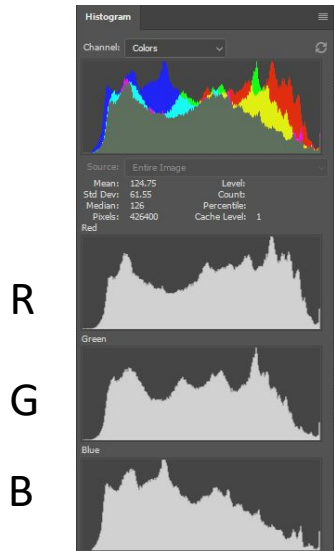 Histogram
Channel: Colors
Source: Entire Image
Mean: 124.75 Level:
Std Dev: 61.55 Count:
Median: 126 Percentile:
Pixels: 426400 Cache Level: 1
Red
R
Green
G
Blue
B